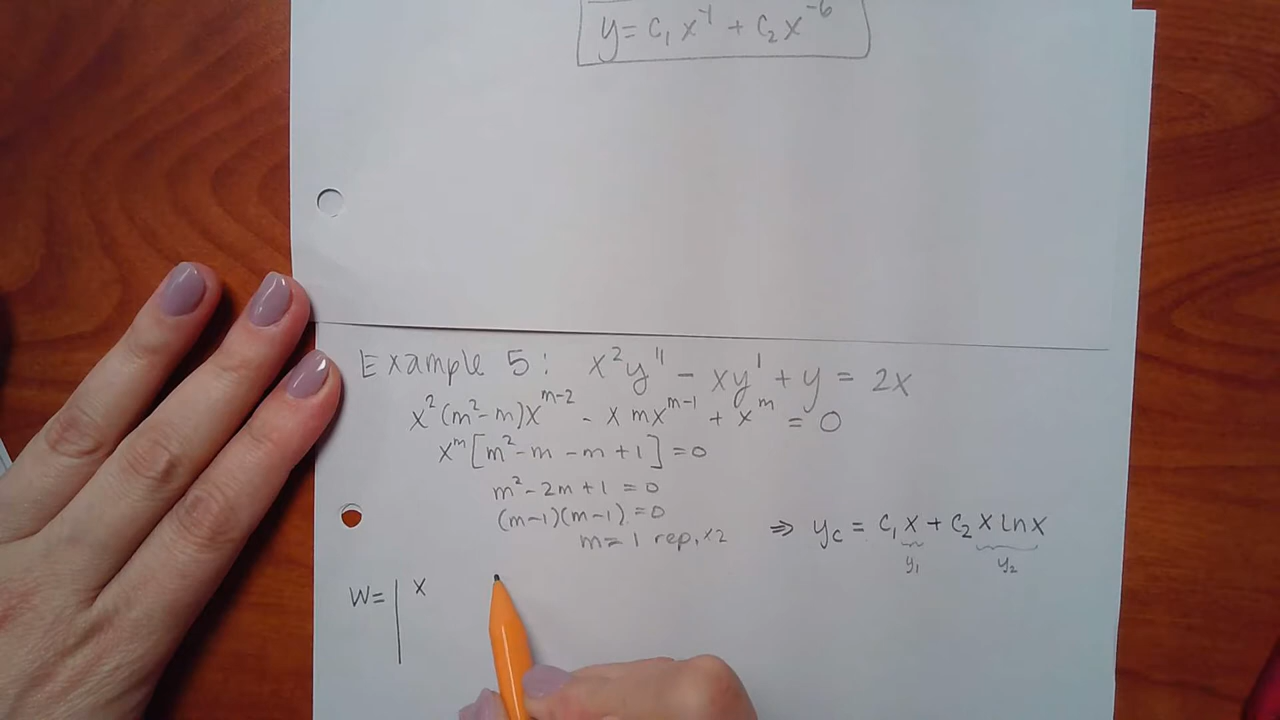 y = c₁x⁻¹ + c₂x⁻⁶
Example 5: x²y'' - xy' + y = 2x
x²(m²-m)x^(m-2) - x mx^(m-1) + x^m = 0
x^m [m² - m - m + 1] = 0
m² - 2m + 1 = 0
(m-1)(m-1) = 0
m = 1 rep. x2 ⇒ y_c = c₁x + c₂ x ln x
y₁ y₂
W = | x